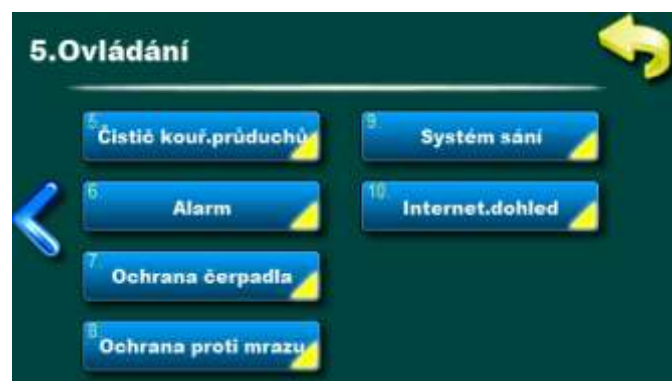 5.Ovládání
5.
Čistič kouř.průduchů
6
Alarm
7.
Ochrana čerpadla
8
Ochrana proti mrazu
9.
Systém sání
10
Internet.dohled